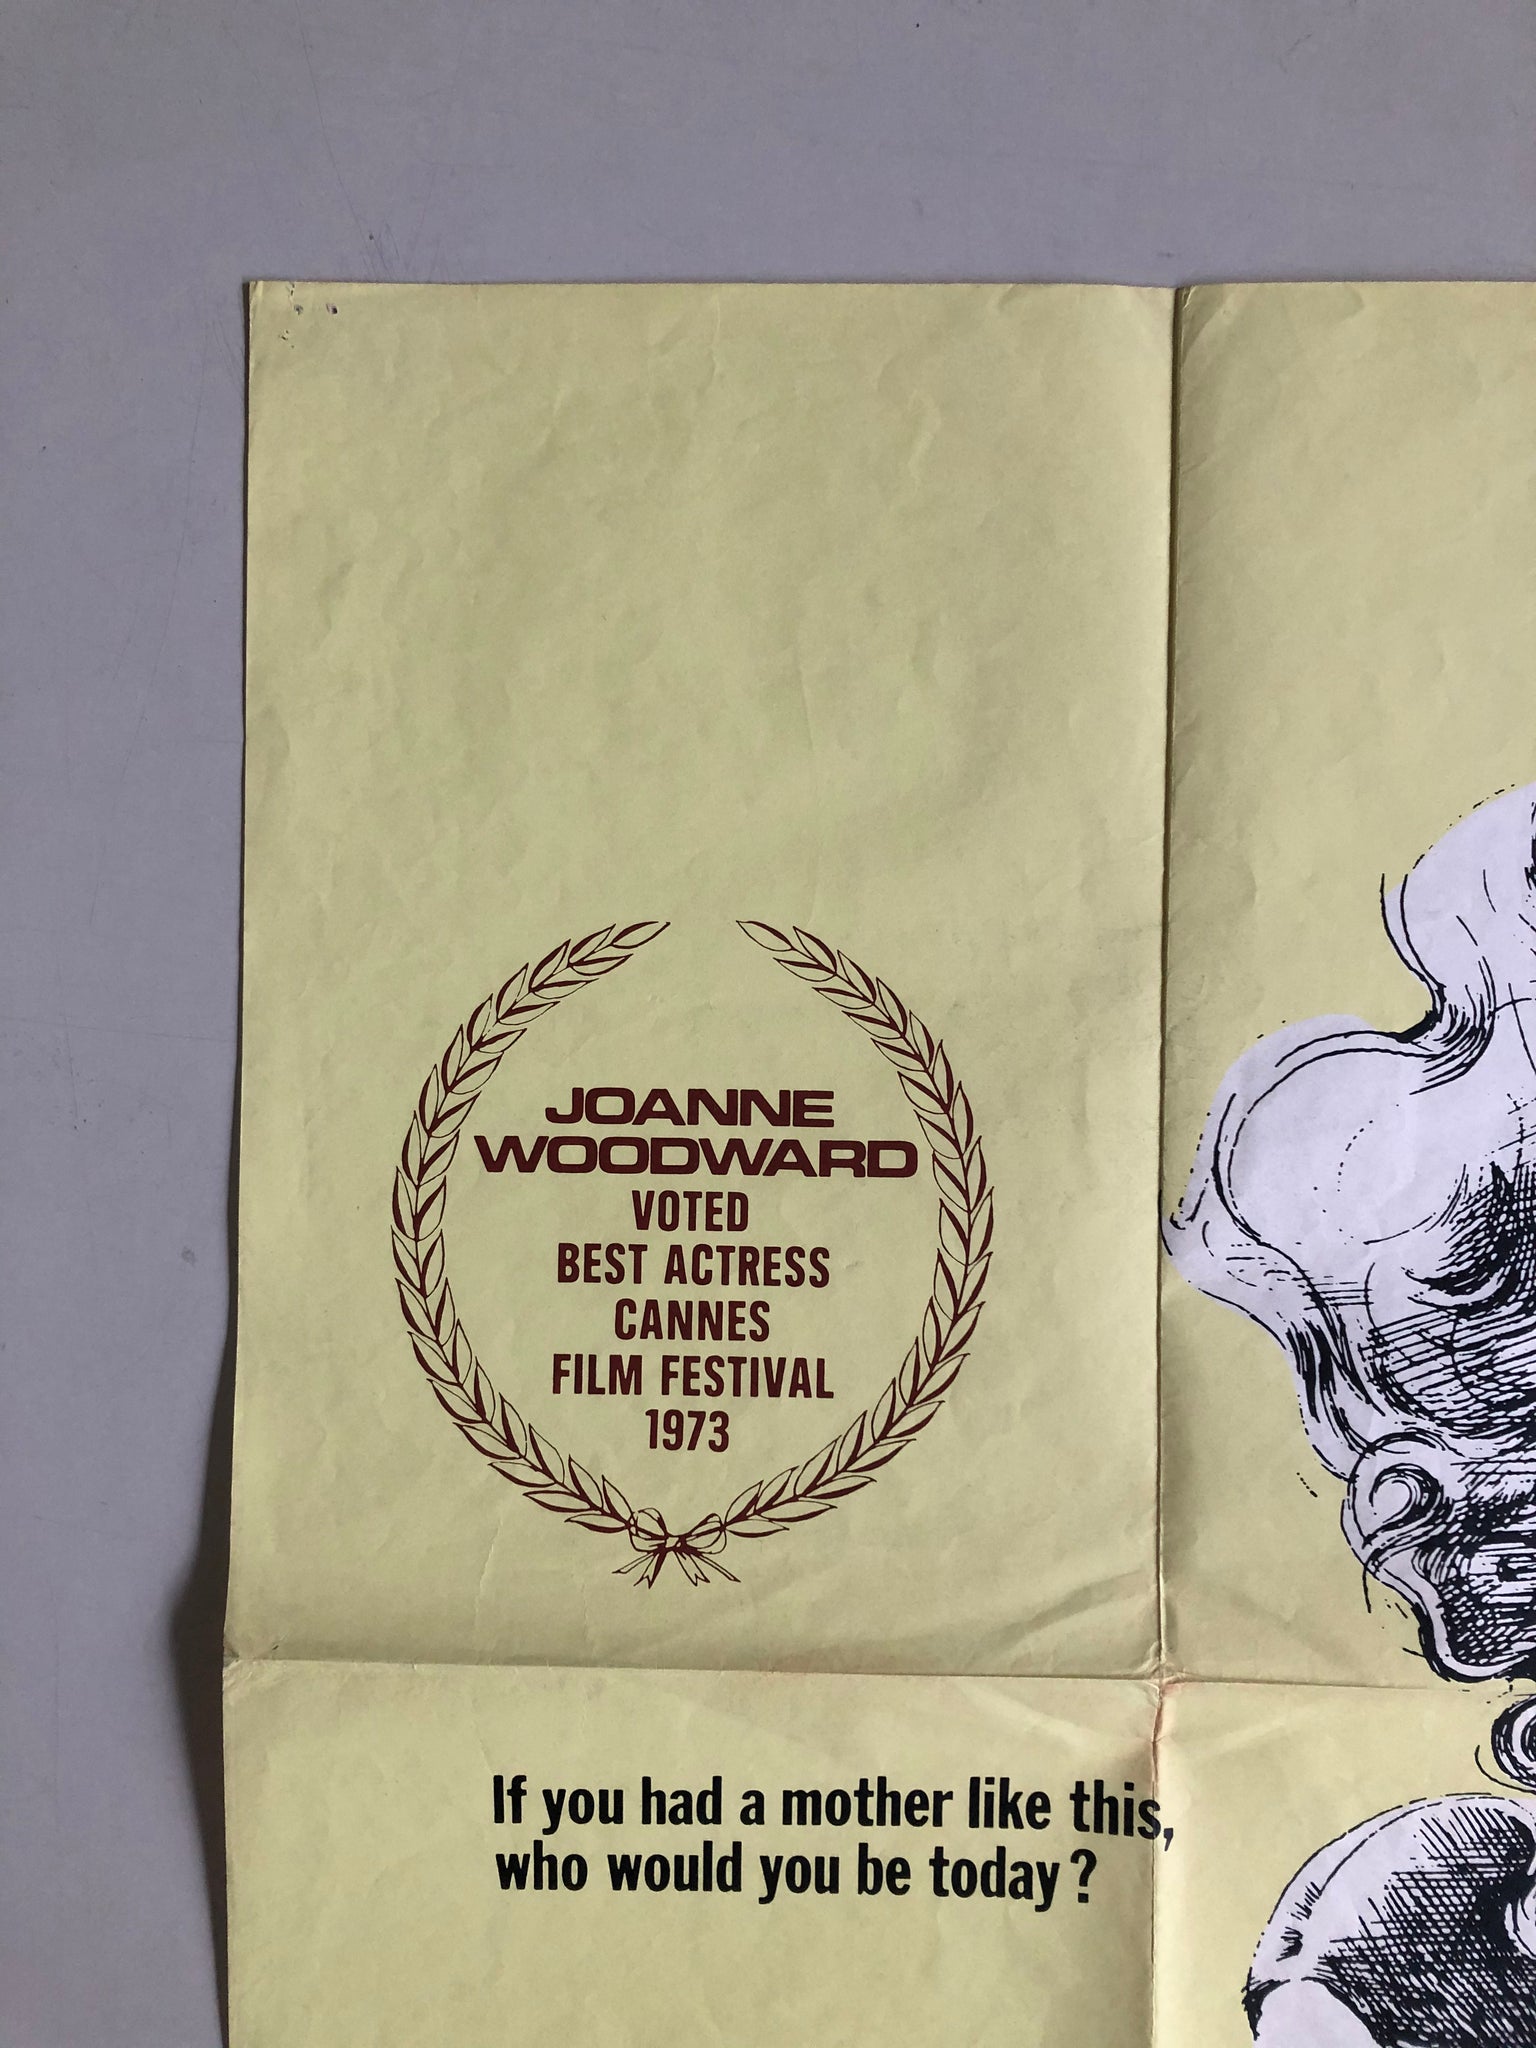 JOANNE
WOODWARD
VOTED
BEST ACTRESS
CANNES
FILM FESTIVAL
1973
If you had a mother like this,
who would you be today?